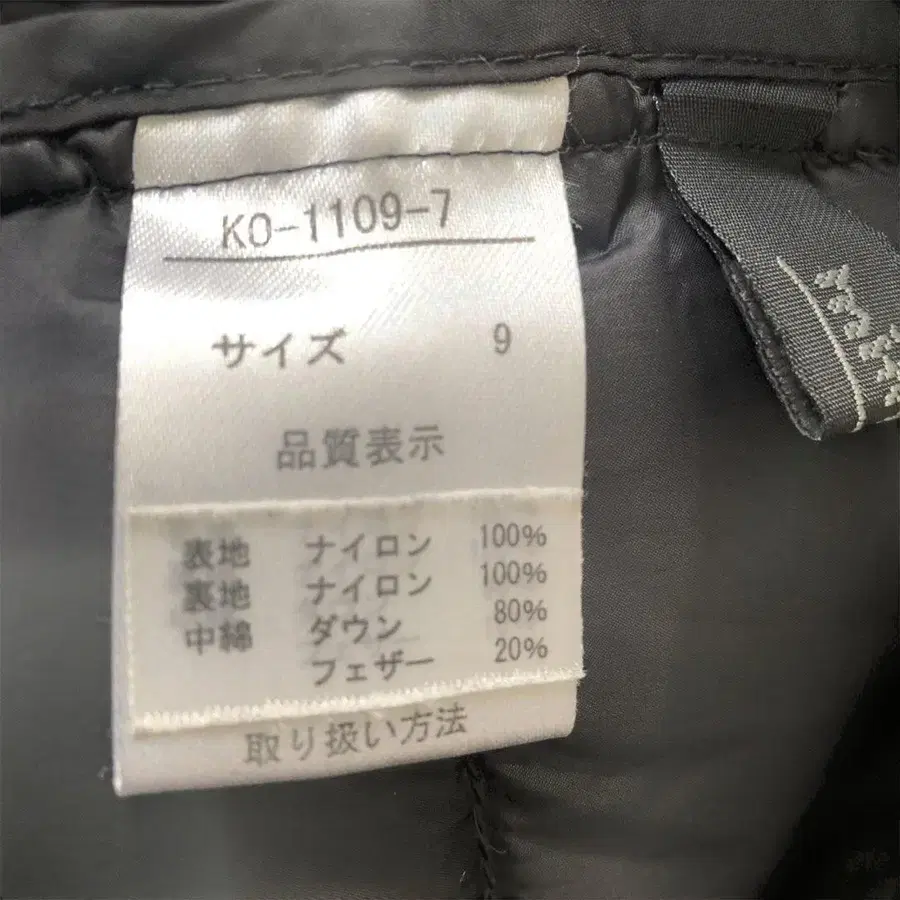 KO-1109-7
サイズ 9
品質表示
表地 ナイロン 100%
裏地 ナイロン 100%
中綿 ダウン 80%
フェザー 20%
取り扱い方法